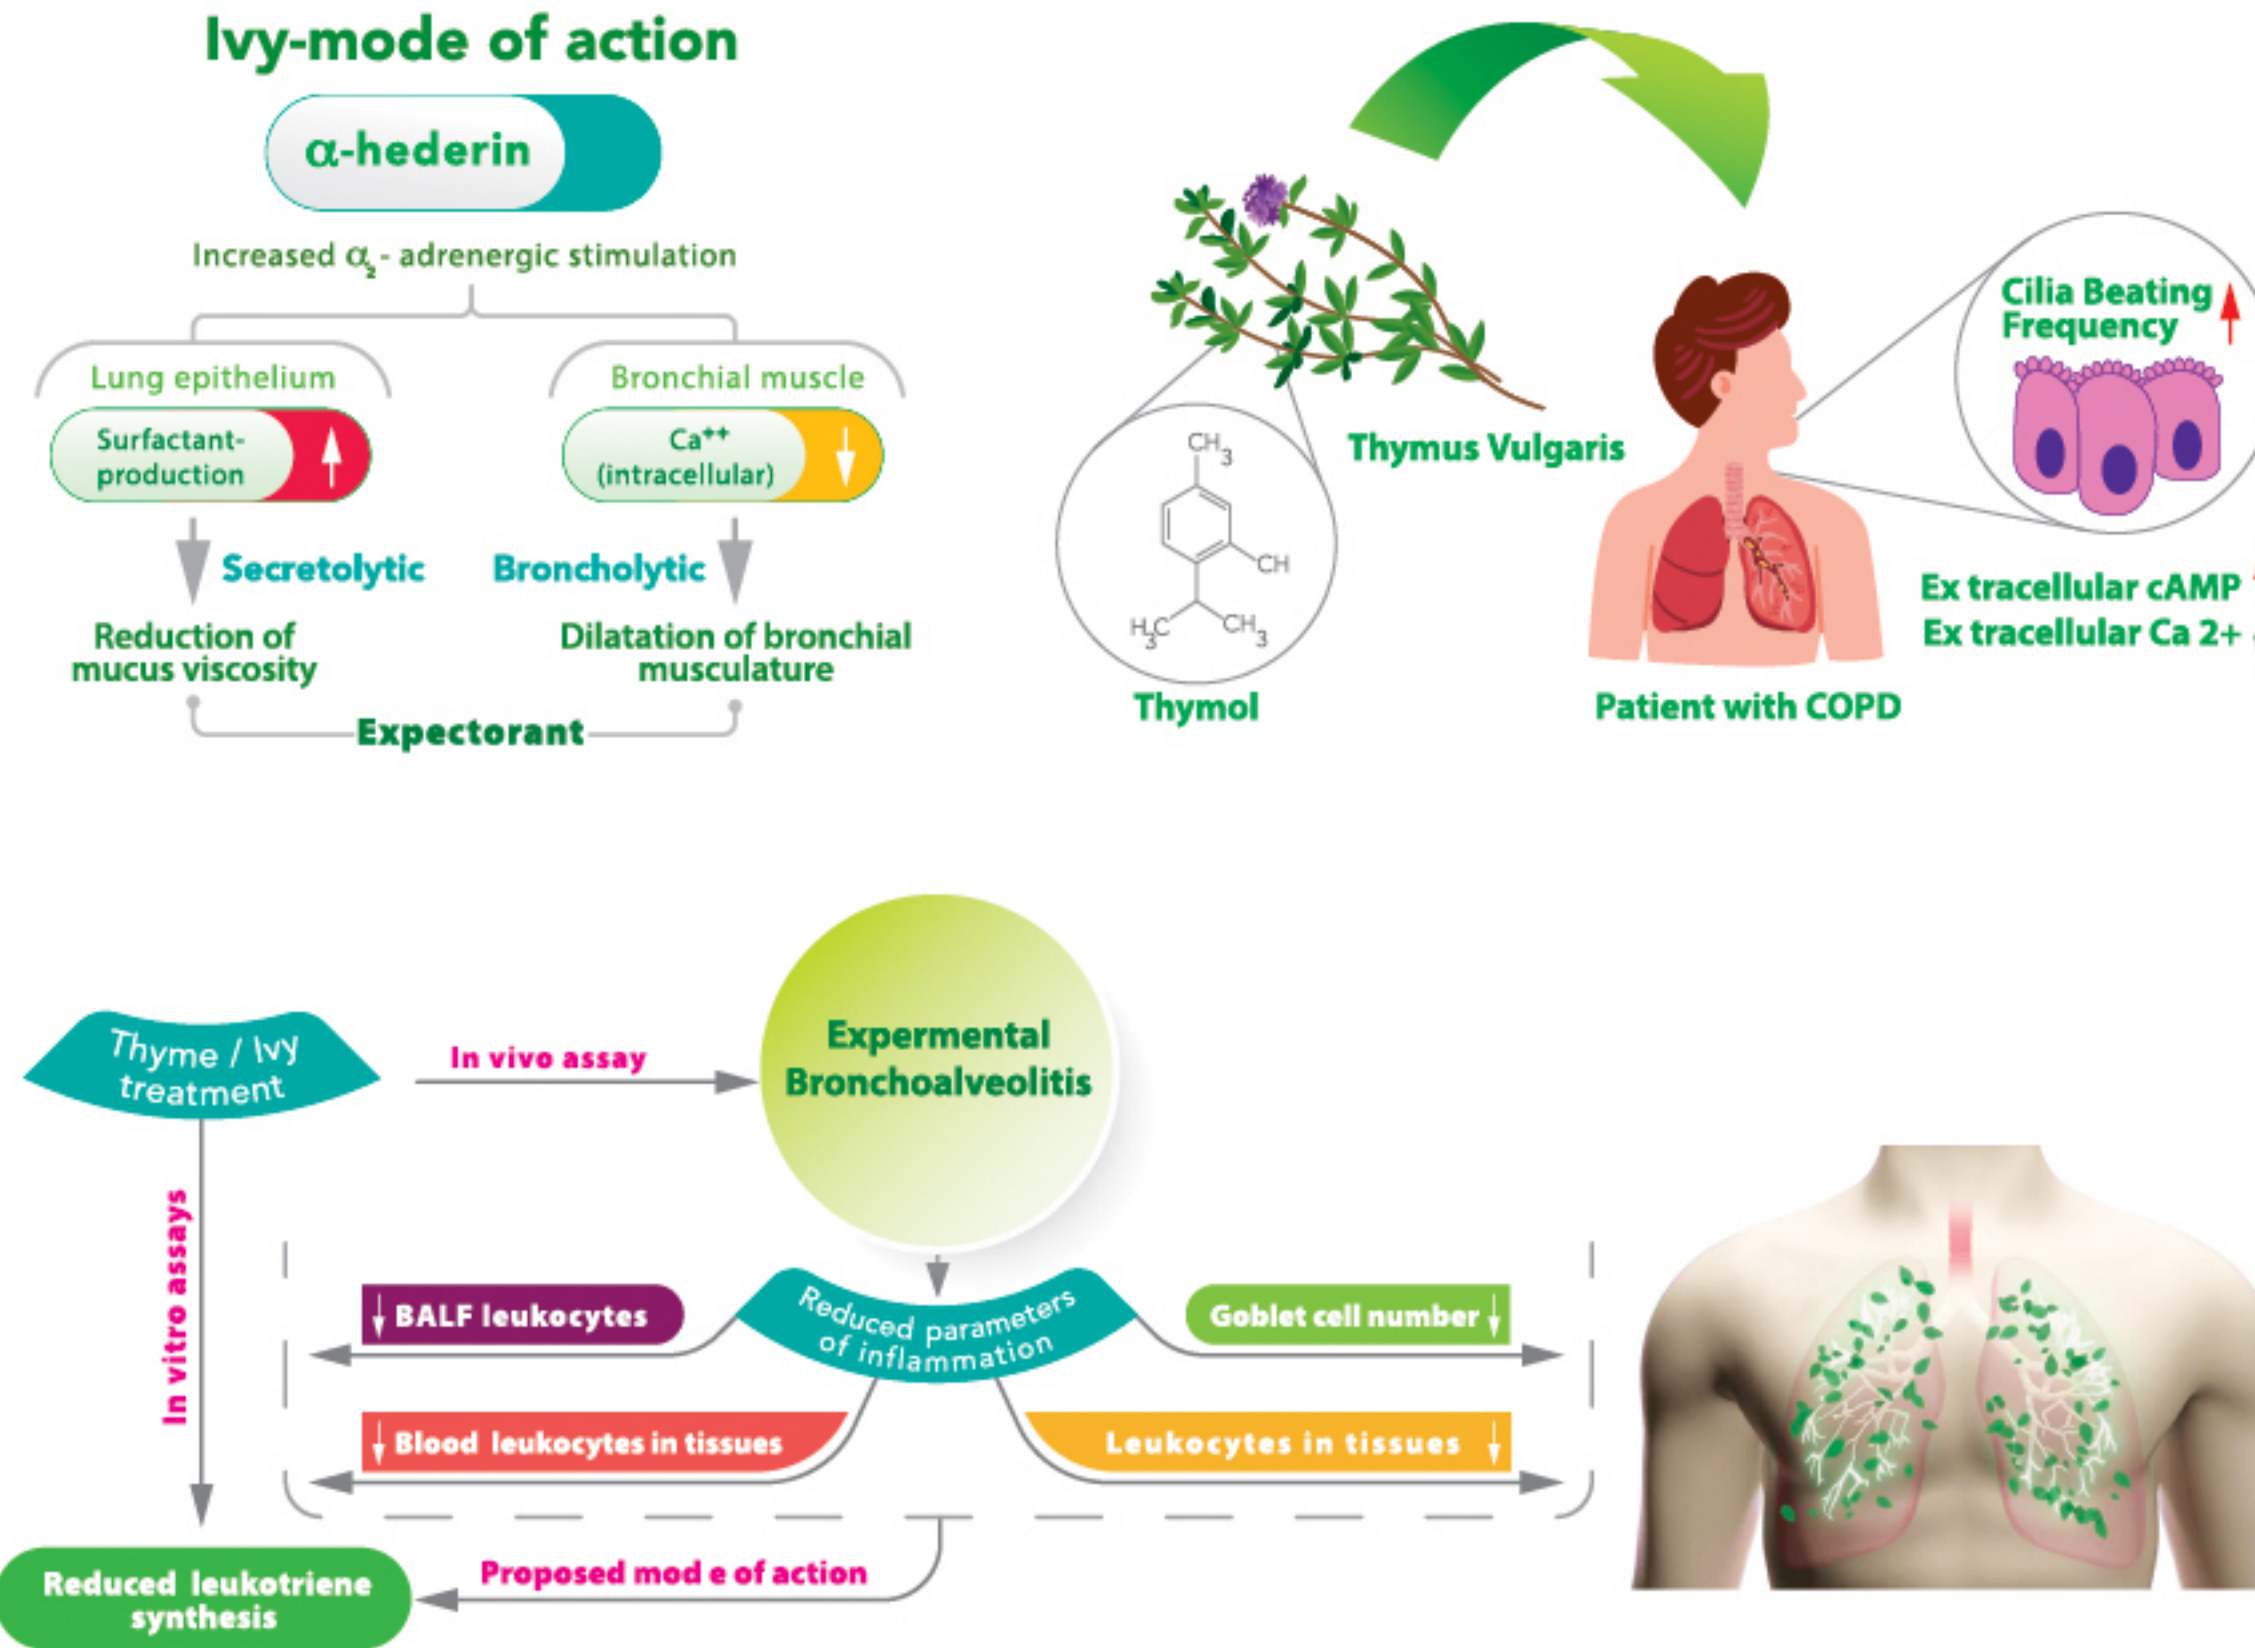 Ivy-mode of action
α-hederin
Increased α₂- adrenergic stimulation
Lung epithelium
Surfactant-
production
Secretolytic
Reduction of
mucus viscosity
Bronchial muscle
Ca⁺⁺
(intracellular)
Broncholytic
Dilatation of bronchial
musculature
Expectorant
Thymus Vulgaris
CH₃
CH
H₃C
CH₃
Thymol
Patient with COPD
Cilia Beating
Frequency
Ex tracellular cAMP
Ex tracellular Ca 2+
Thyme / Ivy
treatment
In vivo assay
Expermental
Bronchoalveolitis
In vitro assays
Reduced parameters
of inflammation
BALF leukocytes
Blood leukocytes in tissues
Goblet cell number
Leukocytes in tissues
Proposed mod e of action
Reduced leukotriene
synthesis